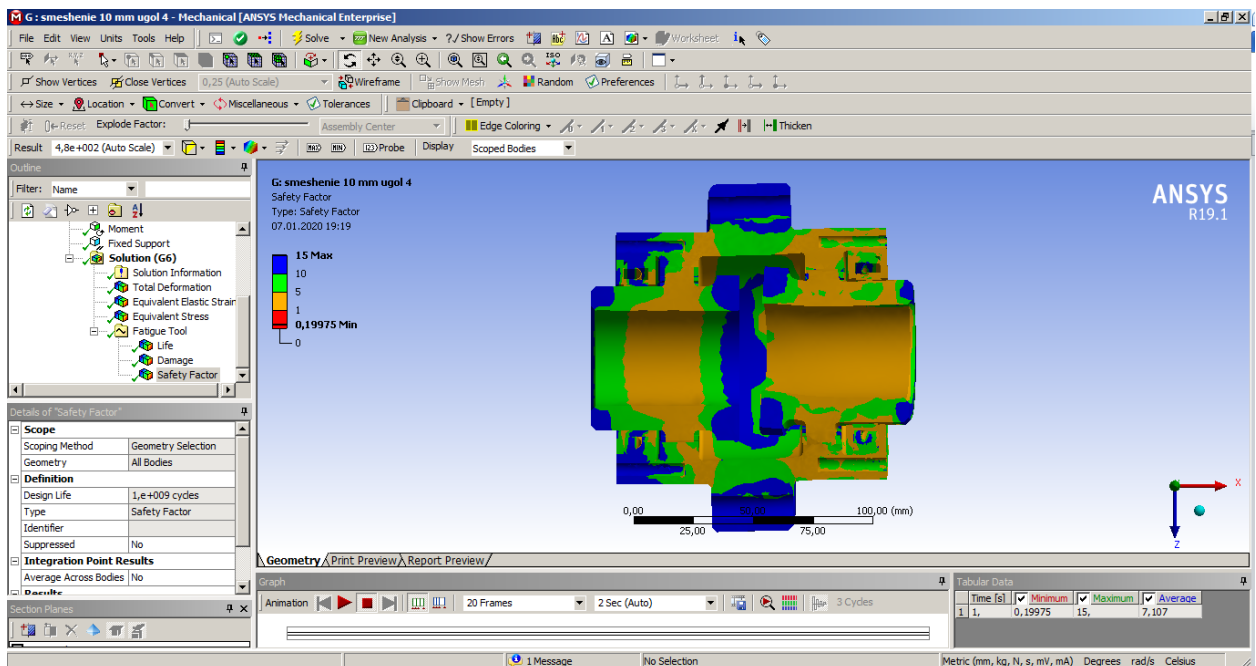 G : smeshenie 10 mm ugol 4 - Mechanical [ANSYS Mechanical Enterprise]
File Edit View Units Tools Help Solve New Analysis ?/ Show Errors Worksheet
Show Vertices Close Vertices 0,25 (Auto Scale) Wireframe Show Mesh Random Preferences
Size Location Convert Miscellaneous Tolerances Clipboard [Empty]
Reset Explode Factor: Assembly Center Edge Coloring Thicken
Result 4,8e+002 (Auto Scale) MAX MIN Probe Display Scoped Bodies
Outline
Filter: Name
Moment
Fixed Support
Solution (G6)
Solution Information
Total Deformation
Equivalent Elastic Strain
Equivalent Stress
Fatigue Tool
Life
Damage
Safety Factor
Details of "Safety Factor"
Scope
Scoping Method Geometry Selection
Geometry All Bodies
Definition
Design Life 1,e+009 cycles
Type Safety Factor
Identifier
Suppressed No
Integration Point Results
Average Across Bodies No
Results
Section Planes
G: smeshenie 10 mm ugol 4
Safety Factor
Type: Safety Factor
07.01.2020 19:19
15 Max
10
5
1
0,19975 Min
0
ANSYS
R19.1
0,00 50,00 100,00 (mm)
25,00 75,00
X
Z
Geometry Print Preview Report Preview
Graph
Animation 20 Frames 2 Sec (Auto) 3 Cycles
Tabular Data
Time [s] Minimum Maximum Average
1 1, 0,19975 15, 7,107
1 Message No Selection Metric (mm, kg, N, s, mV, mA) Degrees rad/s Celsius